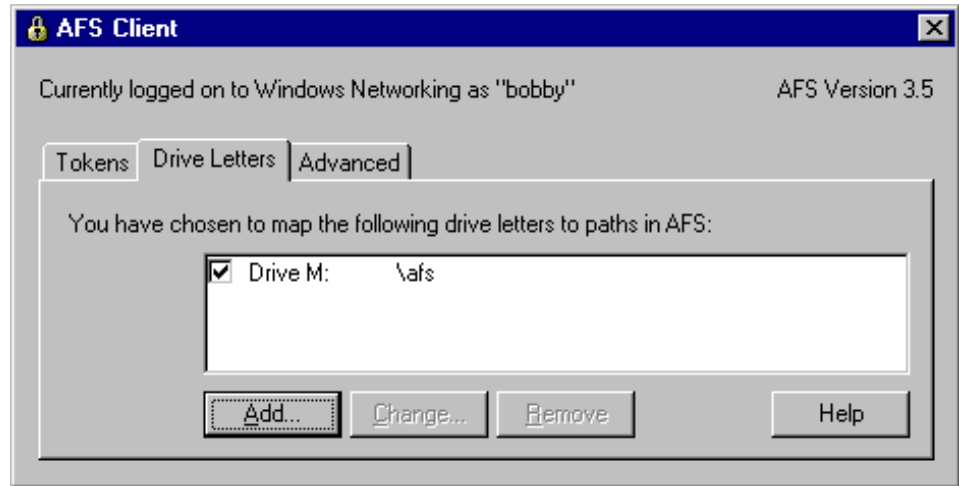 AFS Client
Currently logged on to Windows Networking as "bobby" AFS Version 3.5
Tokens Drive Letters Advanced
You have chosen to map the following drive letters to paths in AFS:
Drive M: \afs
Add... Change... Remove Help